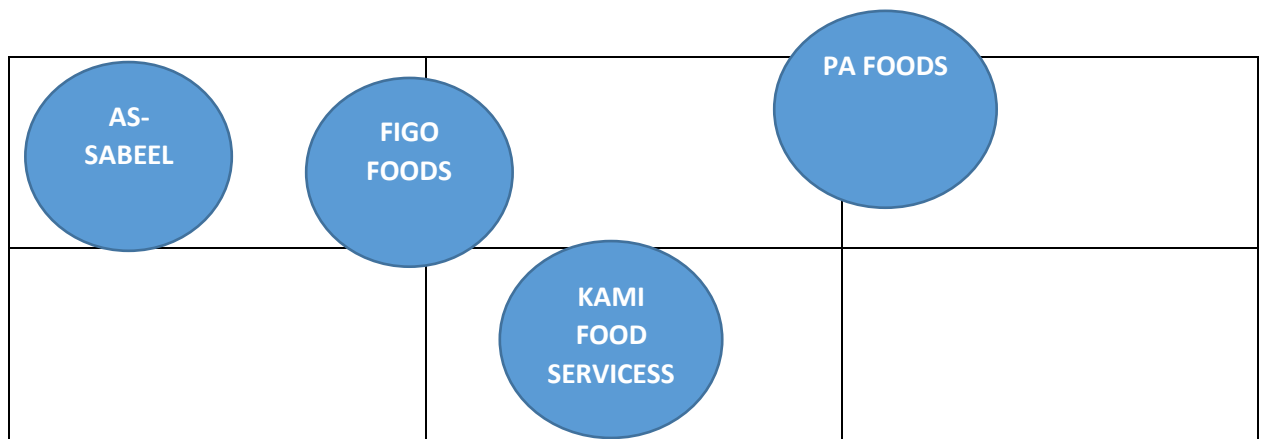 AS-
SABEEL
FIGO
FOODS
PA FOODS
KAMI
FOOD
SERVICESS